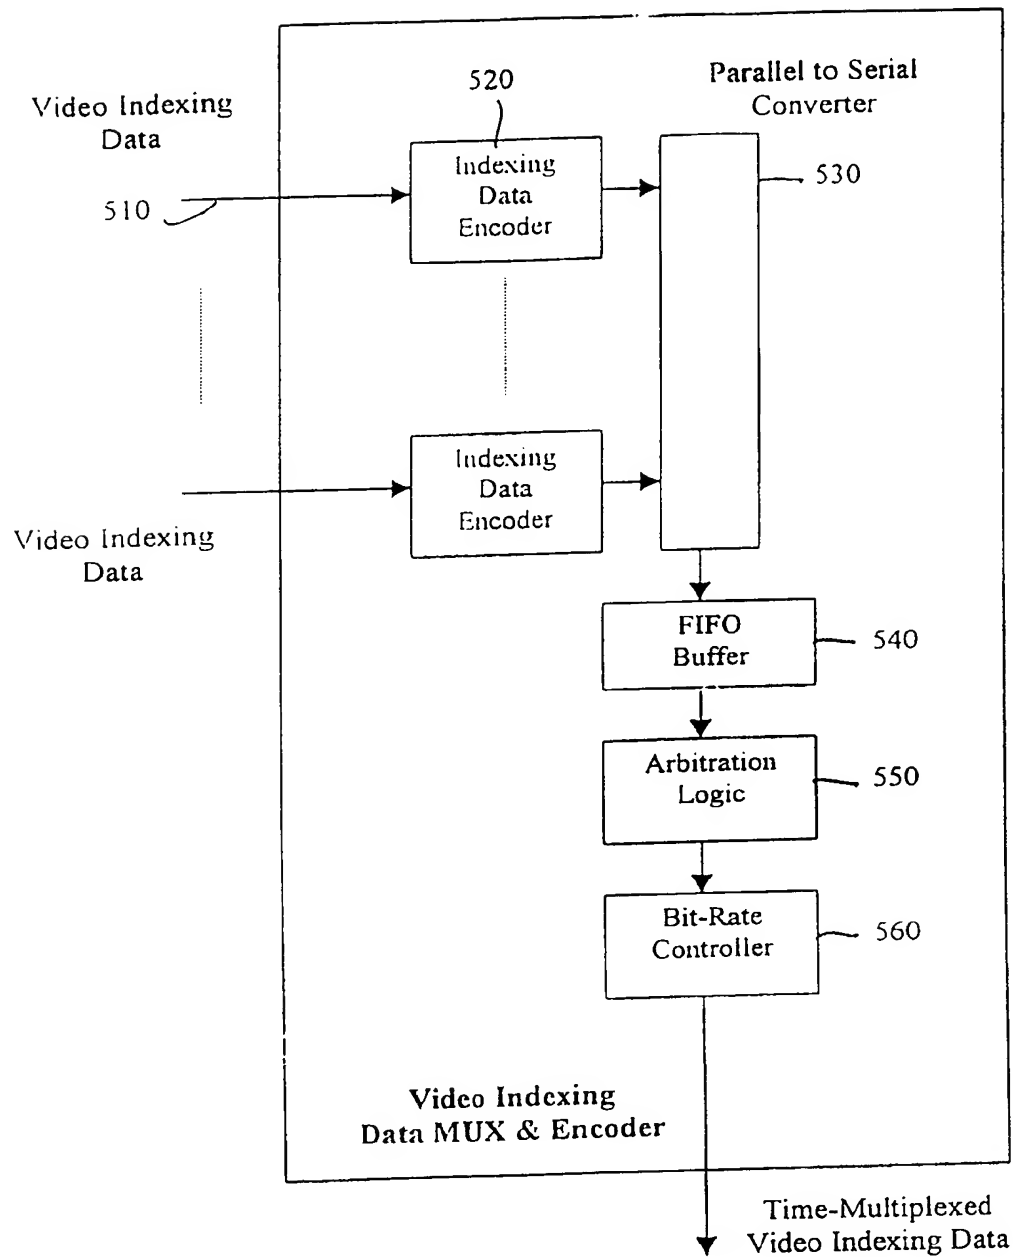 520
Parallel to Serial
Converter
Video Indexing
Data
Indexing
Data
Encoder
530
510
Indexing
Data
Encoder
Video Indexing
Data
FIFO
Buffer
540
Arbitration
Logic
550
Bit-Rate
Controller
560
Video Indexing
Data MUX & Encoder
Time-Multiplexed
Video Indexing Data